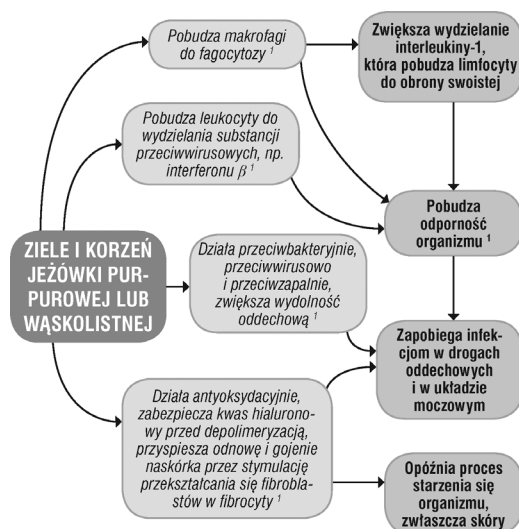 Pobudza makrofagi
do fagocytozy ¹
Zwiększa wydzielanie
interleukiny-1,
która pobudza limfocyty
do obrony swoistej
Pobudza leukocyty do
wydzielania substancji
przeciwwirusowych, np.
interferonu β ¹
Pobudza
odporność
organizmu ¹
ZIELE I KORZEŃ
JEŻÓWKI PUR-
PUROWEJ LUB
WĄSKOLISTNEJ
Działa przeciwbakteryjnie,
przeciwwirusowo
i przeciwzapalnie,
zwiększa wydolność
oddechową ¹
Zapobiega infek-
cjom w drogach
oddechowych
i w układzie
moczowym
Działa antyoksydacyjnie,
zabezpiecza kwas hialurono-
wy przed depolimeryzacją,
przyspiesza odnowę i gojenie
naskórka przez stymulację
przekształcania się fibrobla-
stów w fibrocyty ¹
Opóźnia proces
starzenia się
organizmu,
zwłaszcza skóry